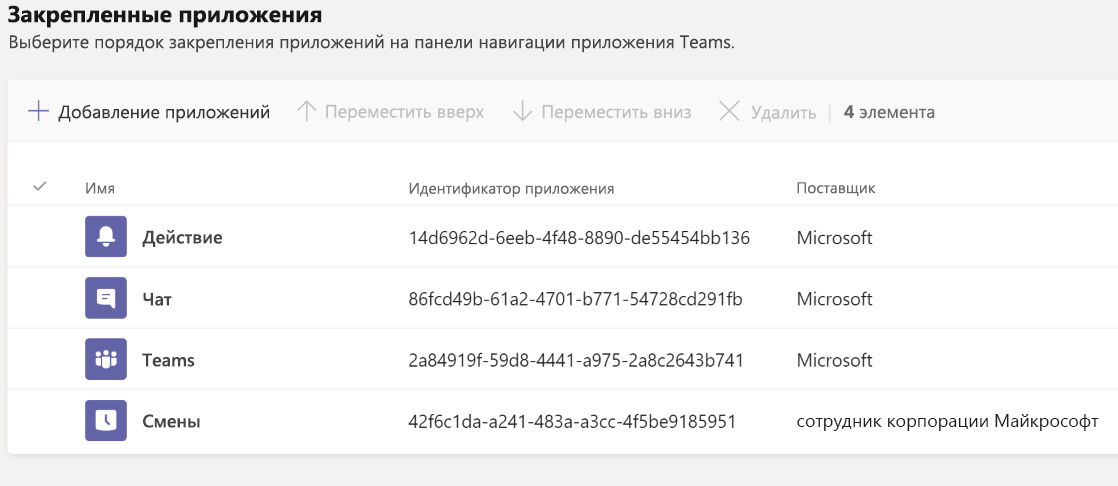 Закрепленные приложения
Выберите порядок закрепления приложений на панели навигации приложения Teams.
Добавление приложений Переместить вверх Переместить вниз Удалить | 4 элемента
Имя Идентификатор приложения Поставщик
Действие 14d6962d-6eeb-4f48-8890-de55454bb136 Microsoft
Чат 86fcd49b-61a2-4701-b771-54728cd291fb Microsoft
Teams 2a84919f-59d8-4441-a975-2a8c2643b741 Microsoft
Смены 42f6c1da-a241-483a-a3cc-4f5be9185951 сотрудник корпорации Майкрософт